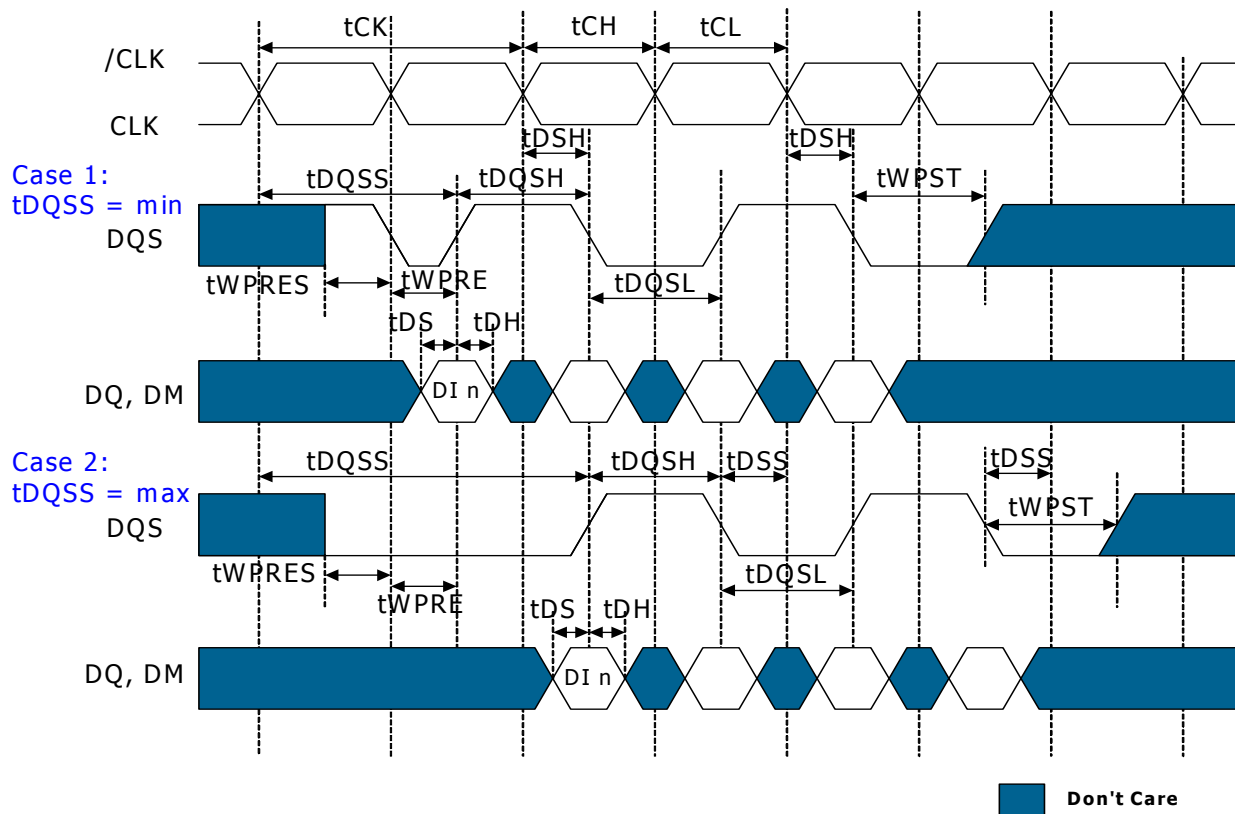 tCK tCH tCL
/CLK
CLK
tDSH tDSH
Case 1:
tDQSS = min
tDQSS tDQSH tWPST
DQS
tWPRES tWPRE tDQSL
tDS tDH
DQ, DM
DI n
Case 2:
tDQSS = max
tDQSS tDQSH tDSS tDSS
DQS
tWPST
tWPRES tWPRE tDQSL
tDS tDH
DQ, DM
DI n
Don't Care